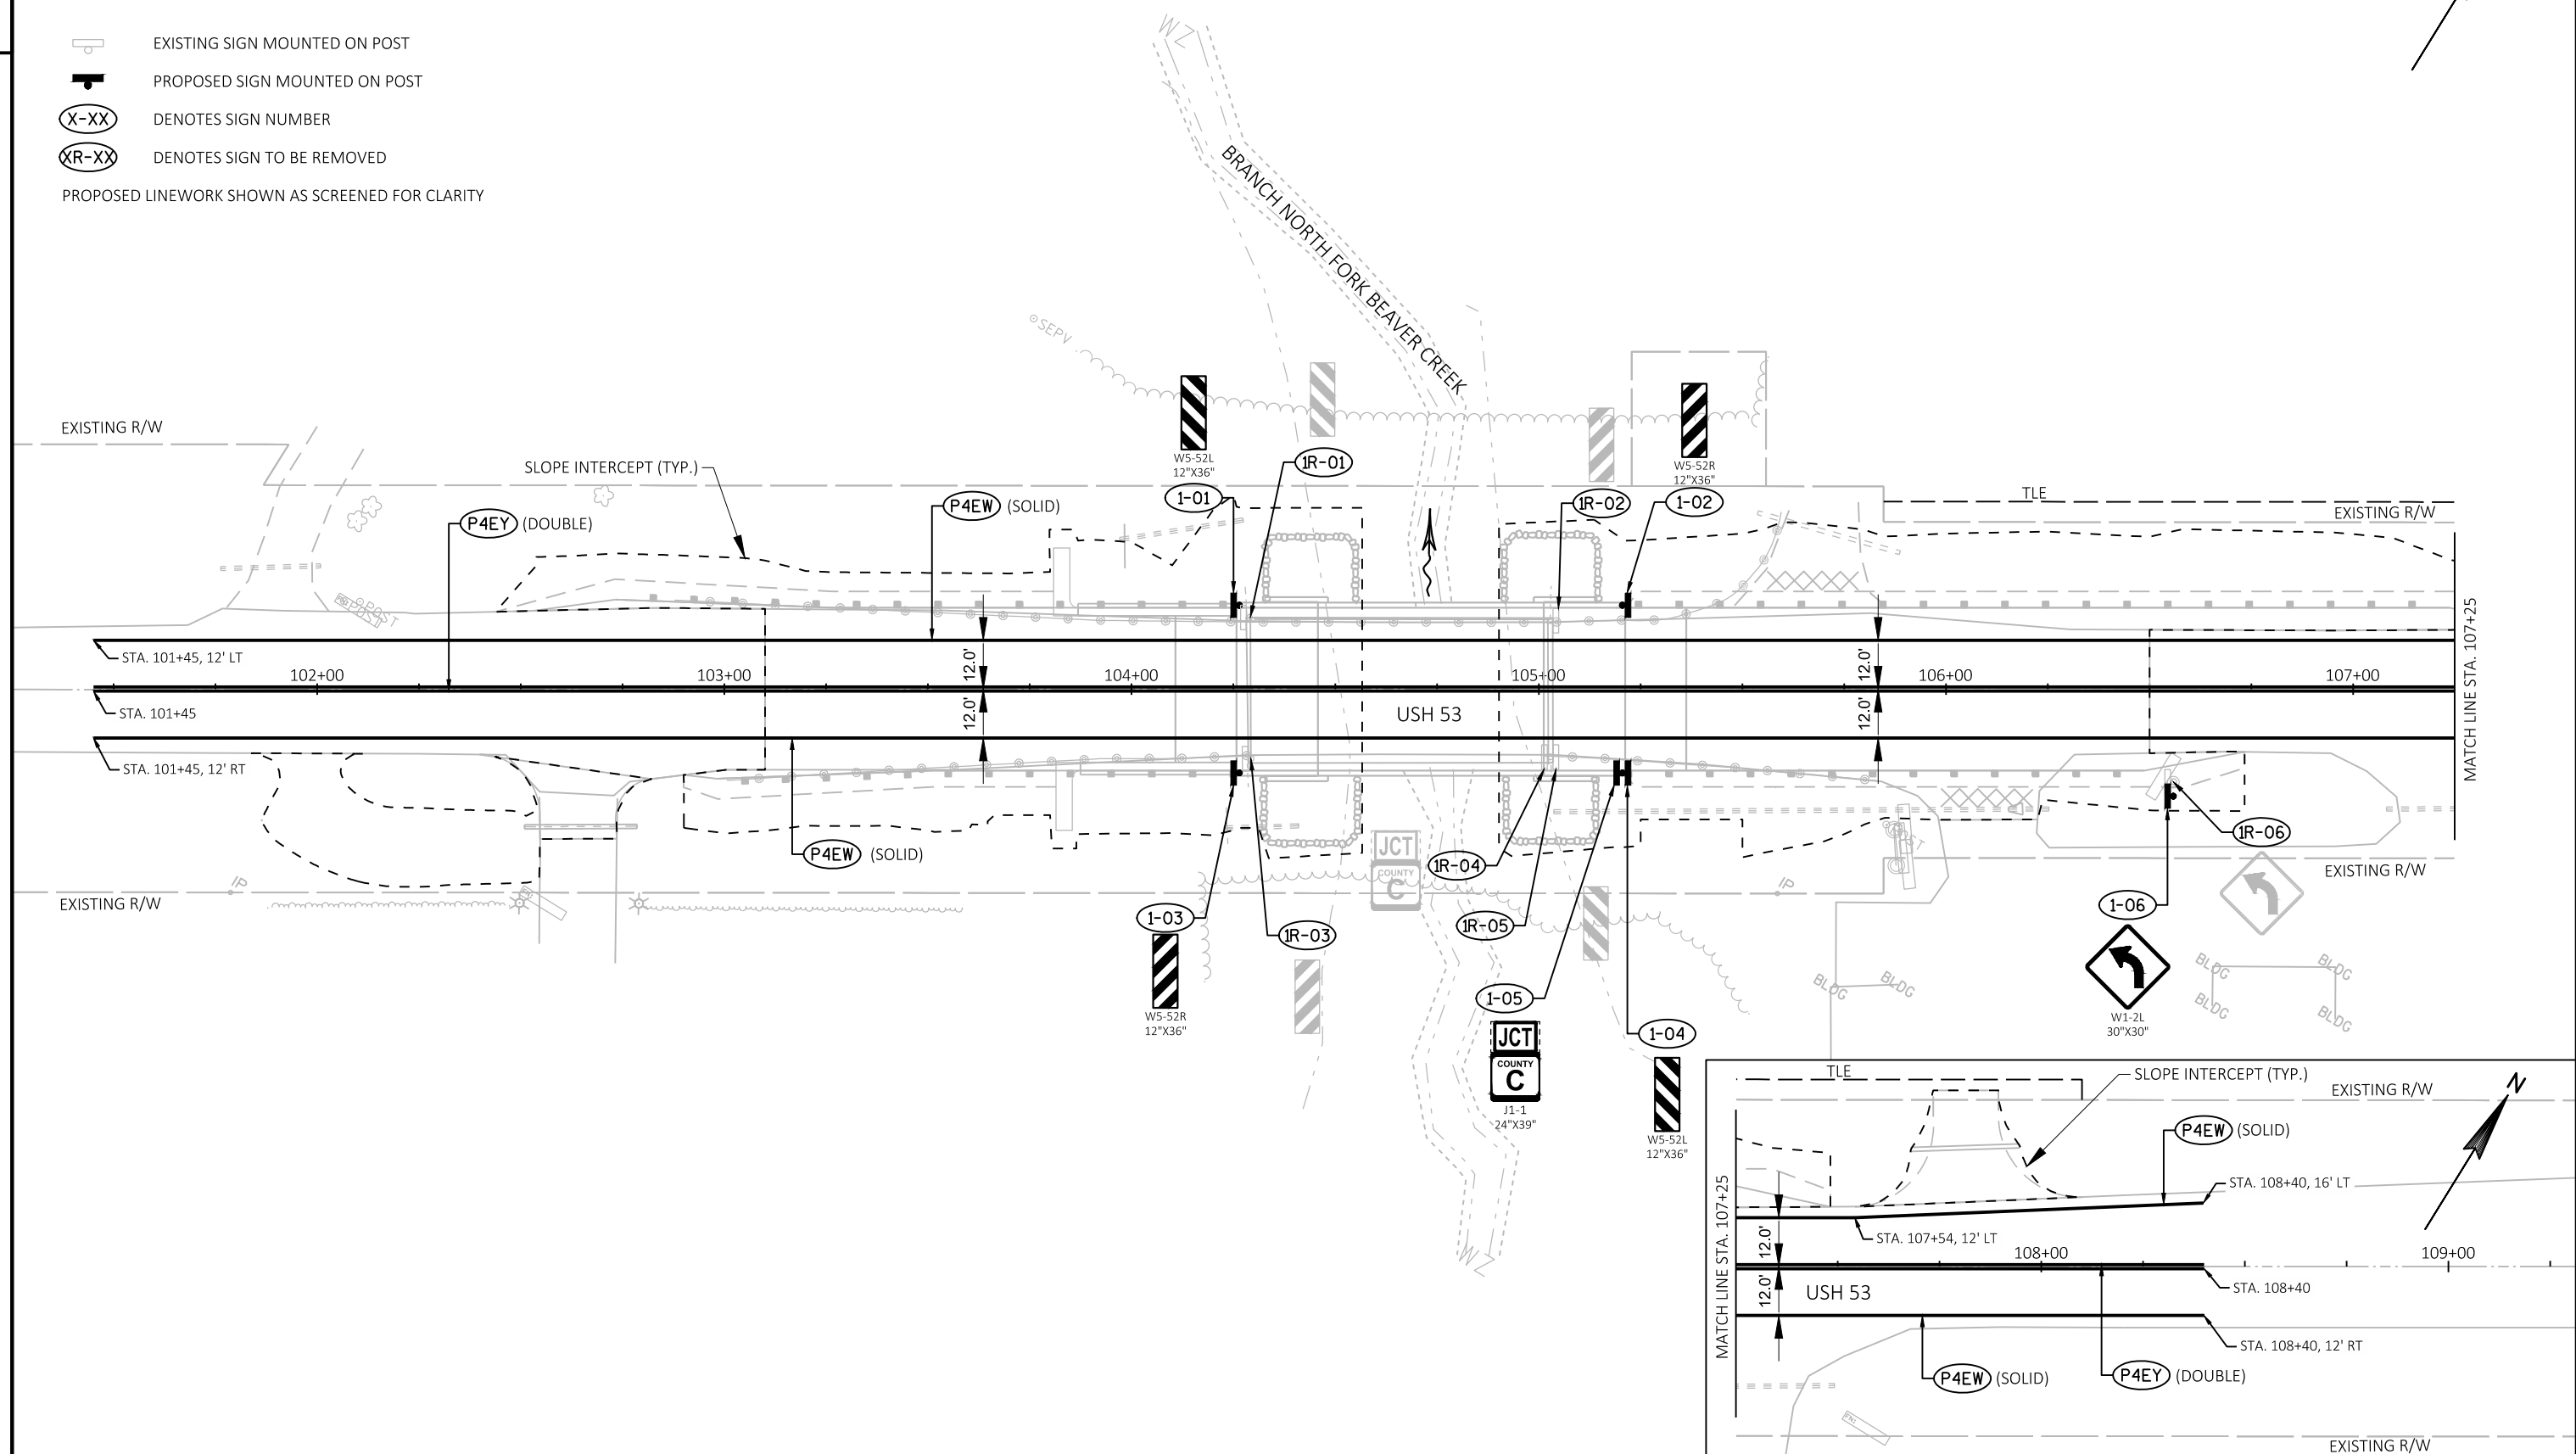 EXISTING SIGN MOUNTED ON POST
PROPOSED SIGN MOUNTED ON POST
X-XX DENOTES SIGN NUMBER
XR-XX DENOTES SIGN TO BE REMOVED
PROPOSED LINEWORK SHOWN AS SCREENED FOR CLARITY
WZ
BRANCH NORTH FORK BEAVER CREEK
SEPV
EXISTING R/W
SLOPE INTERCEPT (TYP.)
P4EY (DOUBLE)
P4EW (SOLID)
W5-52L
12"X36"
1-01
1R-01
W5-52R
12"X36"
1R-02
1-02
TLE
EXISTING R/W
POST
STA. 101+45, 12' LT
102+00
103+00
12.0'
104+00
105+00
12.0'
106+00
107+00
STA. 101+45
12.0'
USH 53
12.0'
STA. 101+45, 12' RT
MATCH LINE STA. 107+25
P4EW (SOLID)
JCT
COUNTY
C
1R-04
1R-06
EXISTING R/W
IP
EXISTING R/W
IP
1-03
1R-03
1R-05
1-06
W5-52R
12"X36"
1-05
JCT
COUNTY
C
J1-1
24"X39"
1-04
W5-52L
12"X36"
W1-2L
30"X30"
BLDG
BLDG
BLDG
BLDG
BLDG
BLDG
WZ
TLE
SLOPE INTERCEPT (TYP.)
EXISTING R/W
N
P4EW (SOLID)
STA. 108+40, 16' LT
MATCH LINE STA. 107+25
12.0'
STA. 107+54, 12' LT
108+00
109+00
12.0'
USH 53
STA. 108+40
STA. 108+40, 12' RT
P4EW (SOLID)
P4EY (DOUBLE)
EXISTING R/W